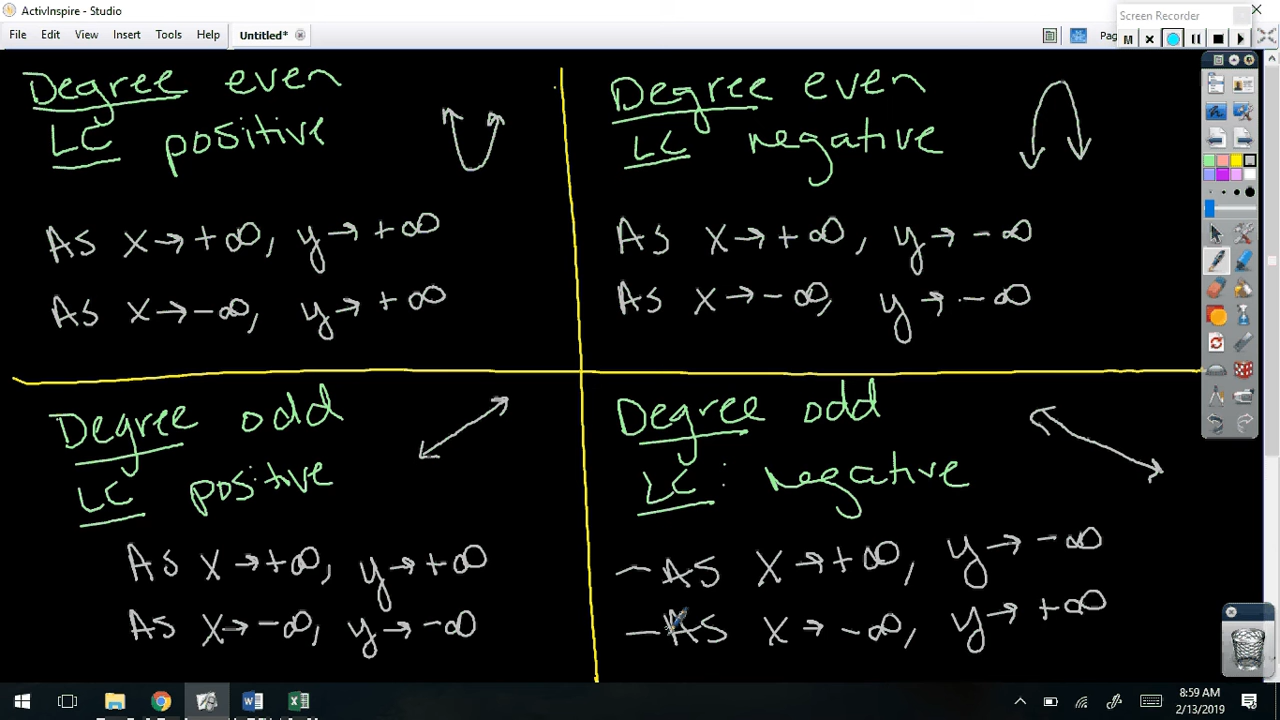 ActivInspire - Studio
Screen Recorder
File Edit View Insert Tools Help Untitled*
M
Degree even
LC positive
As x→+∞, y→+∞
As x→-∞, y→+∞
Degree even
LC negative
As x→+∞, y→-∞
As x→-∞, y→-∞
Degree odd
LC positive
As x→+∞, y→+∞
As x→-∞, y→-∞
Degree odd
LC: negative
-As x→+∞, y→-∞
-As x→-∞, y→+∞
8:59 AM
2/13/2019